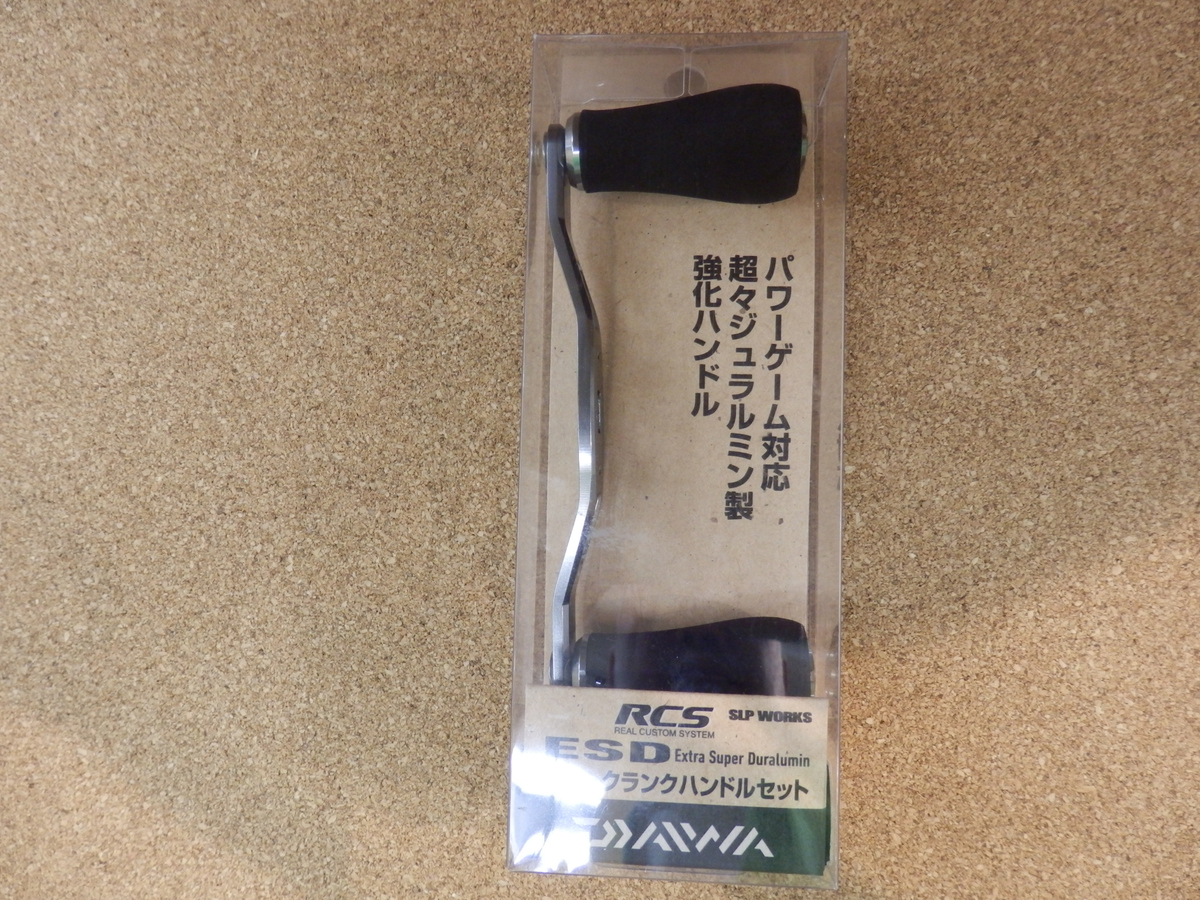 パワーゲーム対応
超々ジュラルミン製
強化ハンドル
RCS SLP WORKS
REAL CUSTOM SYSTEM
ESD Extra Super Duralumin
クランクハンドルセット
DAIWA